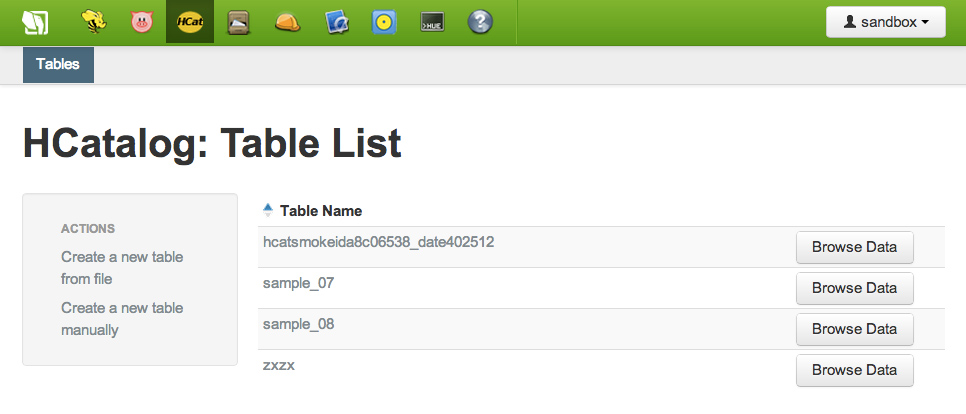 HCat
>HUE
?
sandbox
Tables
HCatalog: Table List
ACTIONS
Create a new table
from file
Create a new table
manually
Table Name
hcatsmokeida8c06538_date402512 Browse Data
sample_07 Browse Data
sample_08 Browse Data
zxzx Browse Data